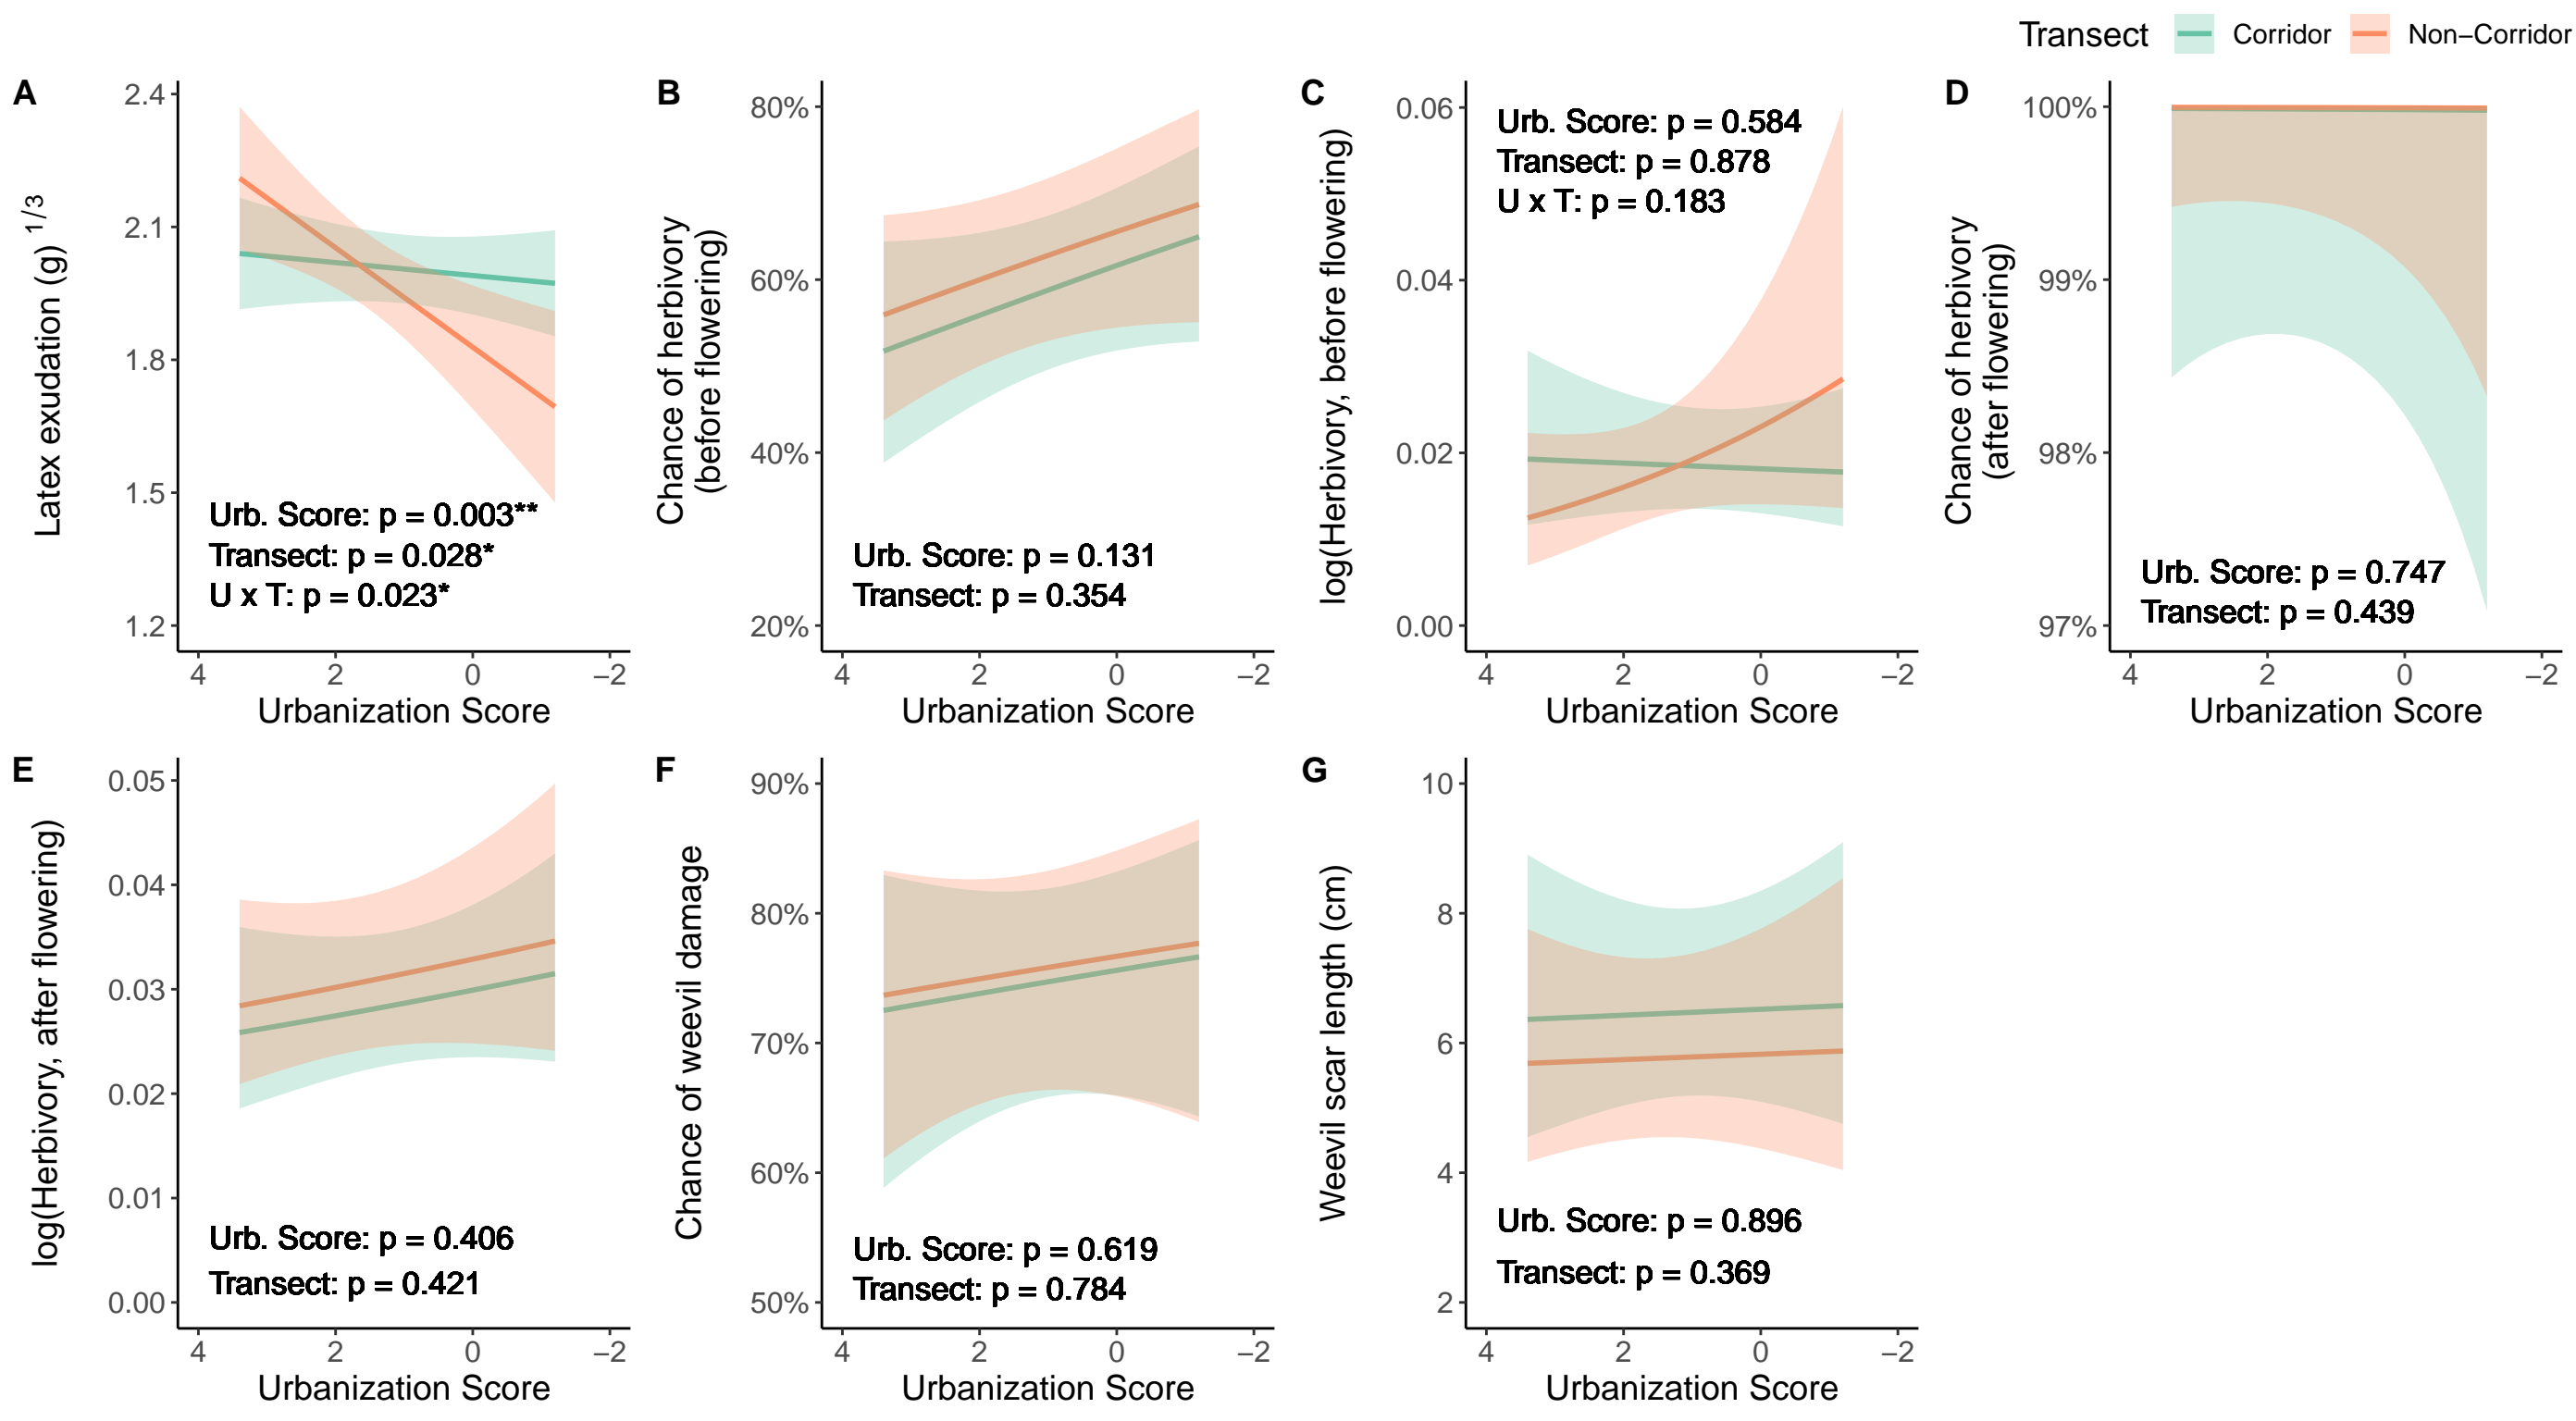 Transect Corridor Non−Corridor
A
Latex exudation (g) 1/3
2.4
2.1
1.8
1.5
1.2
Urb. Score: p = 0.003**
Transect: p = 0.028*
U x T: p = 0.023*
4 2 0 −2
Urbanization Score
B
Chance of herbivory
(before flowering)
80%
60%
40%
20%
Urb. Score: p = 0.131
Transect: p = 0.354
4 2 0 −2
Urbanization Score
C
log(Herbivory, before flowering)
0.06
0.04
0.02
0.00
Urb. Score: p = 0.584
Transect: p = 0.878
U x T: p = 0.183
4 2 0 −2
Urbanization Score
D
Chance of herbivory
(after flowering)
100%
99%
98%
97%
Urb. Score: p = 0.747
Transect: p = 0.439
4 2 0 −2
Urbanization Score
E
log(Herbivory, after flowering)
0.05
0.04
0.03
0.02
0.01
0.00
Urb. Score: p = 0.406
Transect: p = 0.421
4 2 0 −2
Urbanization Score
F
Chance of weevil damage
90%
80%
70%
60%
50%
Urb. Score: p = 0.619
Transect: p = 0.784
4 2 0 −2
Urbanization Score
G
Weevil scar length (cm)
10
8
6
4
2
Urb. Score: p = 0.896
Transect: p = 0.369
4 2 0 −2
Urbanization Score